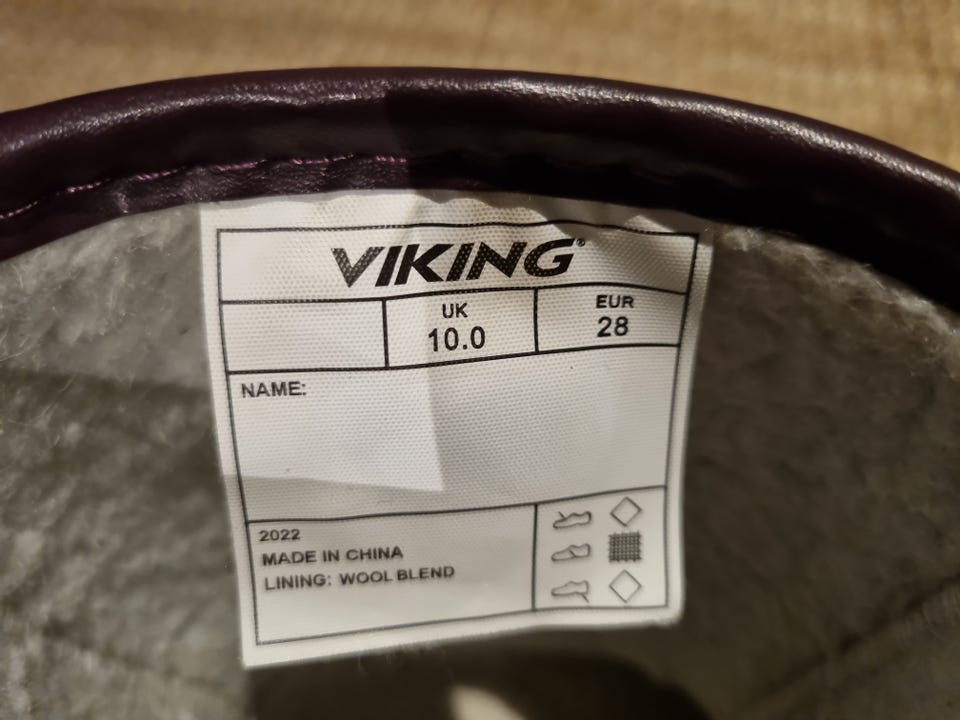 VIKING®
UK
10.0
EUR
28
NAME:
2022
MADE IN CHINA
LINING: WOOL BLEND